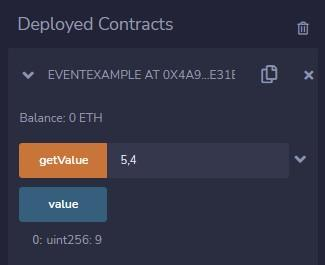 Deployed Contracts
EVENTEXAMPLE AT 0X4A9...E31E
Balance: 0 ETH
getValue 5,4
value
0: uint256: 9